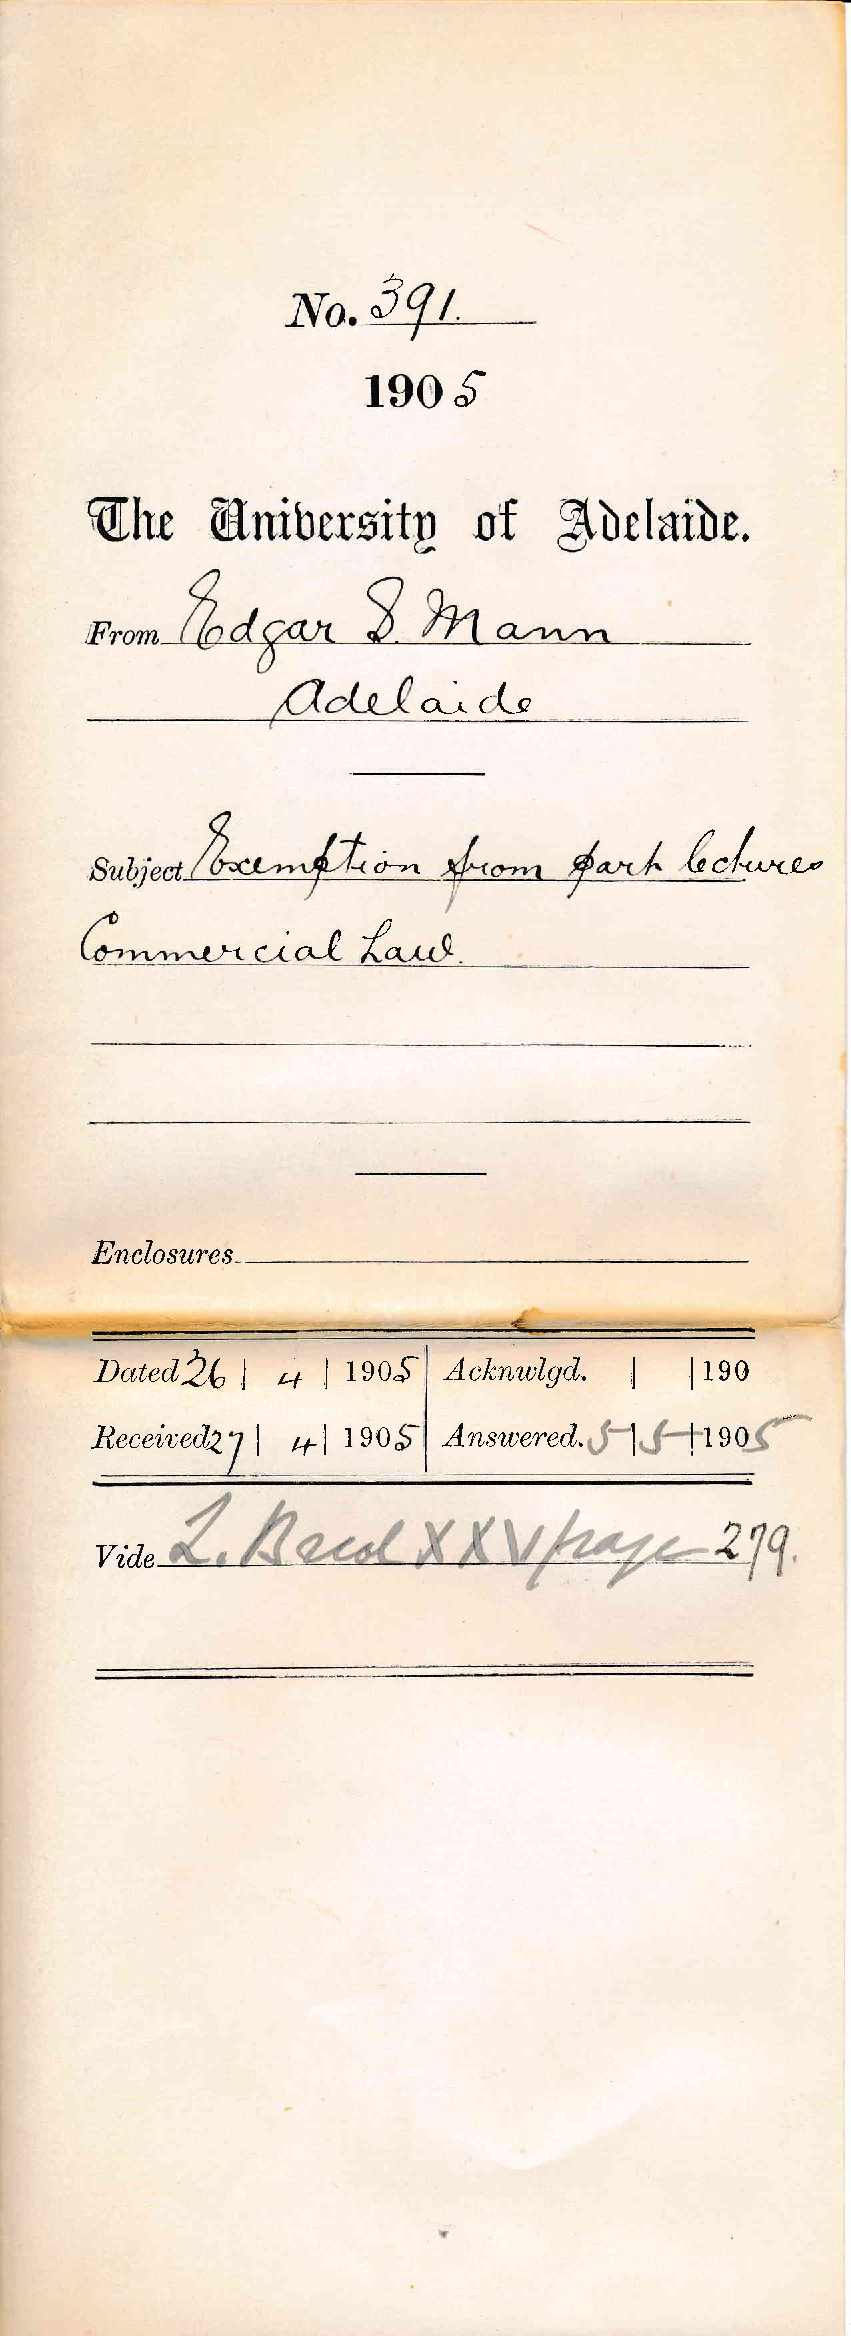 No. 391.
1905
The University of Adelaide.
From Edgar S. Mann
Adelaide
Subject Exemption from part lectures
Commercial Law.
Enclosures
Dated 26 | 4 | 1905 Acknwlgd. | | 190
Received 27 | 4 | 1905 Answered. 5 | 5 | 1905
Vide L. Book XXV page 279.